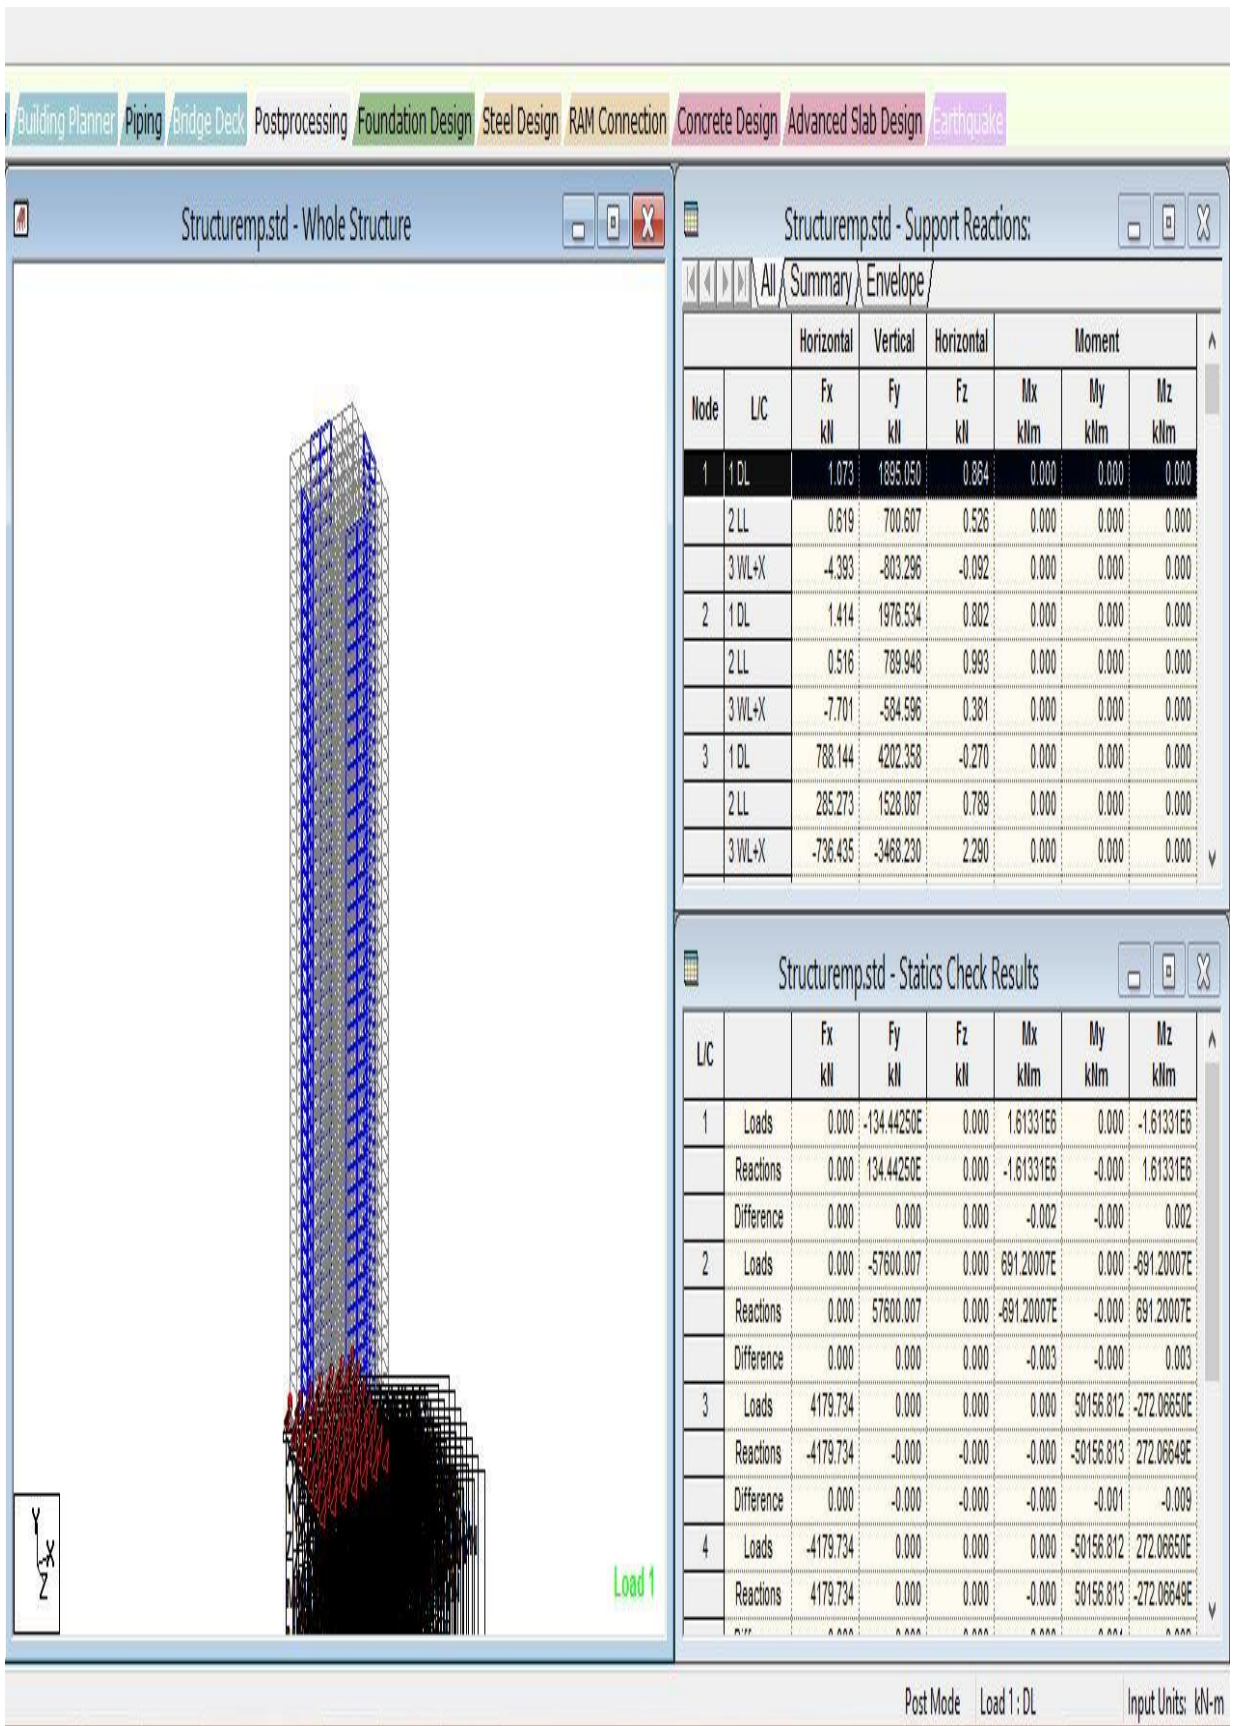 Building Planner Piping Bridge Deck Postprocessing Foundation Design Steel Design RAM Connection Concrete Design Advanced Slab Design Earthquake
Structuremp.std - Whole Structure
Y
X
Z
Load 1
Structuremp.std - Support Reactions:
All Summary Envelope
Horizontal Vertical Horizontal Moment
Node L/C Fx kN Fy kN Fz kN Mx kNm My kNm Mz kNm
1 1 DL 1.073 1895.050 0.864 0.000 0.000 0.000
2 LL 0.619 700.607 0.526 0.000 0.000 0.000
3 WL+X -4.393 -803.296 -0.092 0.000 0.000 0.000
2 1 DL 1.414 1976.534 0.802 0.000 0.000 0.000
2 LL 0.516 789.948 0.993 0.000 0.000 0.000
3 WL+X -7.701 -584.596 0.381 0.000 0.000 0.000
3 1 DL 788.144 4202.358 -0.270 0.000 0.000 0.000
2 LL 285.273 1528.087 0.789 0.000 0.000 0.000
3 WL+X -736.435 -3468.230 2.290 0.000 0.000 0.000
Structuremp.std - Statics Check Results
L/C Fx kN Fy kN Fz kN Mx kNm My kNm Mz kNm
1 Loads 0.000 -134.44250E 0.000 1.61331E6 0.000 -1.61331E6
Reactions 0.000 134.44250E 0.000 -1.61331E6 -0.000 1.61331E6
Difference 0.000 0.000 0.000 -0.002 -0.000 0.002
2 Loads 0.000 -57600.007 0.000 691.20007E 0.000 -691.20007E
Reactions 0.000 57600.007 0.000 -691.20007E -0.000 691.20007E
Difference 0.000 0.000 0.000 -0.003 -0.000 0.003
3 Loads 4179.734 0.000 0.000 0.000 50156.812 -272.06650E
Reactions -4179.734 -0.000 -0.000 -0.000 -50156.813 272.06649E
Difference 0.000 -0.000 -0.000 -0.000 -0.001 -0.009
4 Loads -4179.734 0.000 0.000 0.000 -50156.812 272.06650E
Reactions 4179.734 0.000 0.000 -0.000 50156.813 -272.06649E
Post Mode Load 1 : DL Input Units: kN-m